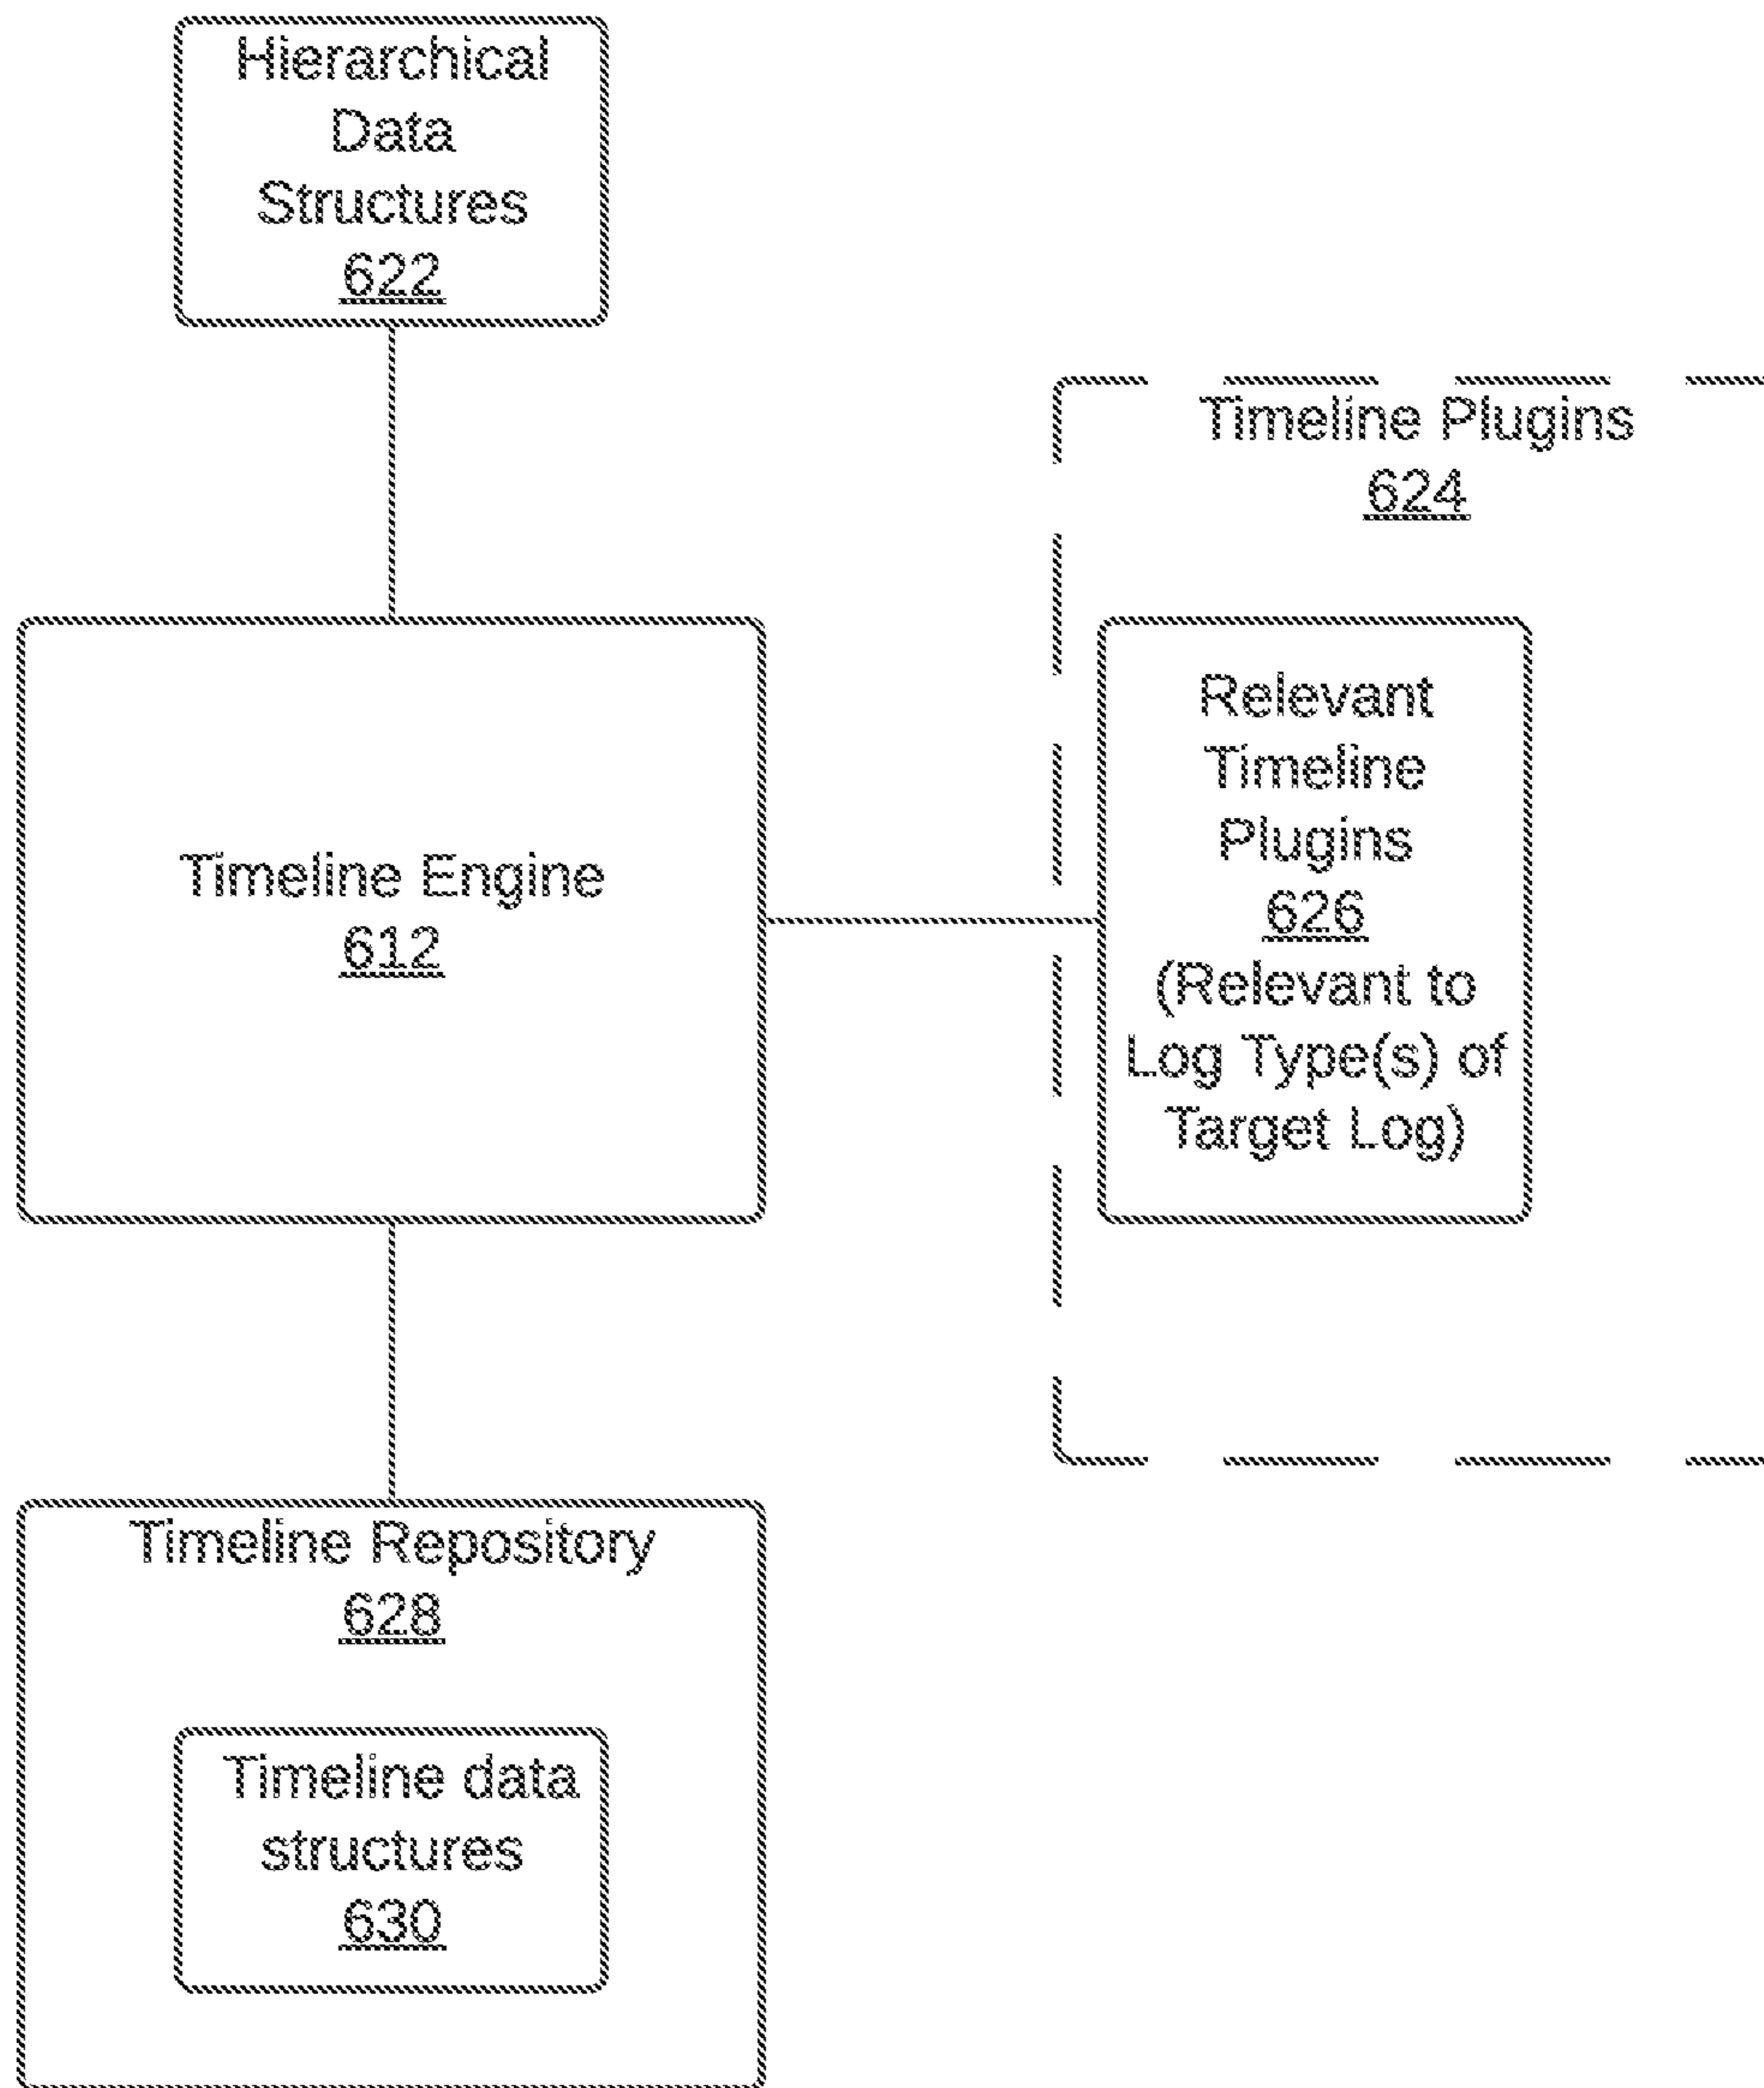 Hierarchical
Data
Structures
622
Timeline Plugins
624
Timeline Engine
612
Relevant
Timeline
Plugins
626
(Relevant to
Log Type(s) of
Target Log)
Timeline Repository
628
Timeline data
structures
630